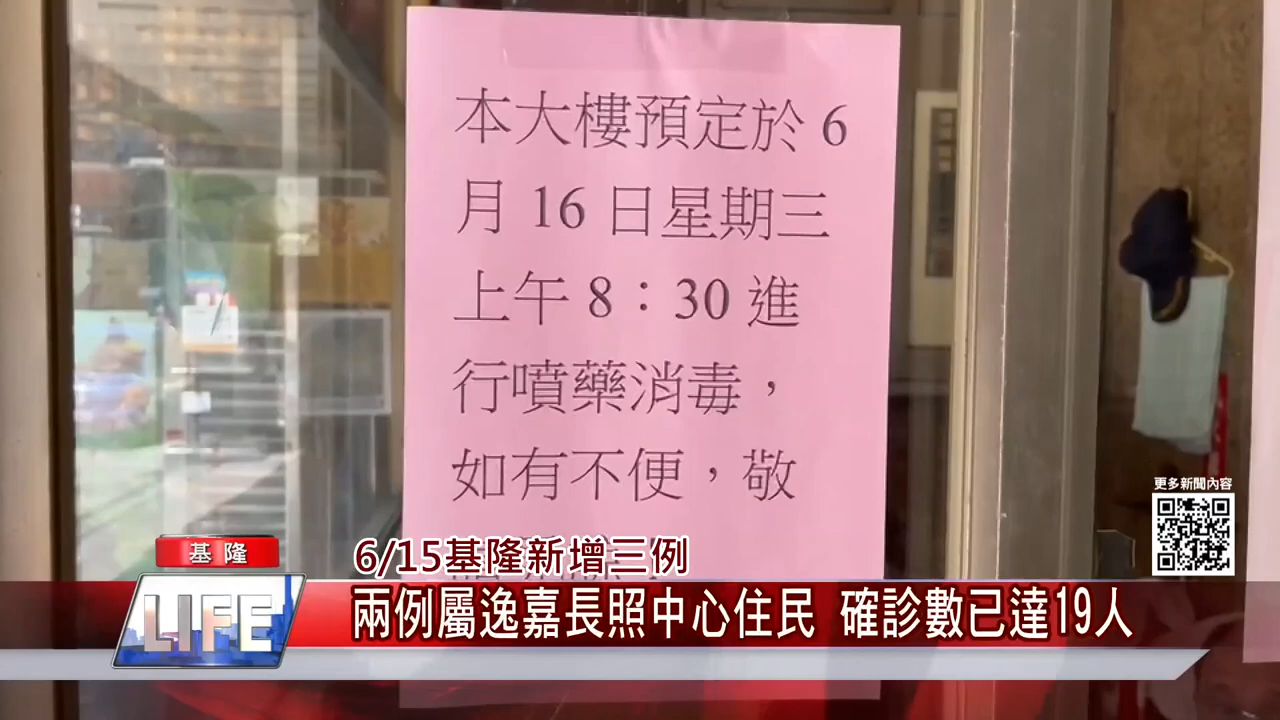 本大樓預定於 6
月 16 日星期三
上午 8：30 進
行噴藥消毒，
如有不便，敬
更多新聞內容
基隆
LIFE
6/15基隆新增三例
兩例屬逸嘉長照中心住民 確診數已達19人